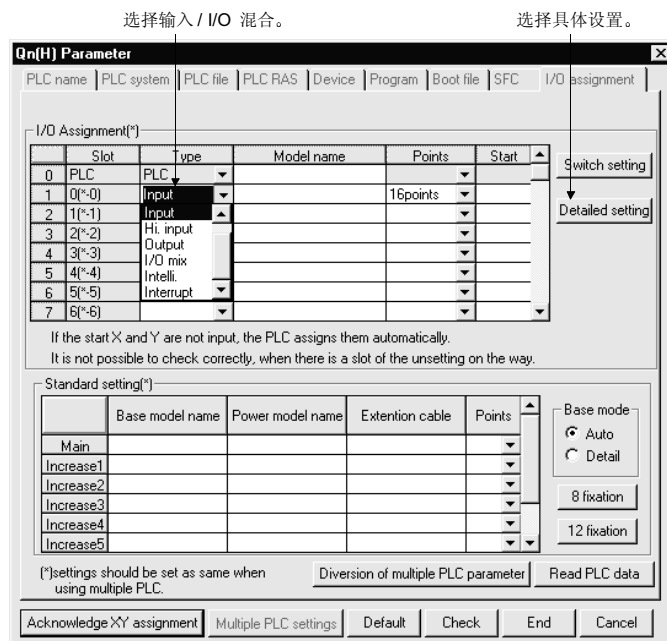 选择输入 / I/O 混合。 选择具体设置。
Qn(H) Parameter
PLC name PLC system PLC file PLC RAS Device Program Boot file SFC I/O assignment
I/O Assignment(*)
Slot Type Model name Points Start
Switch setting
0 PLC PLC
1 0(*-0) Input 16points
Detailed setting
2 1(*-1) Input
3 2(*-2) Hi. input
Output
4 3(*-3) I/O mix
5 4(*-4) Intelli.
6 5(*-5) Interrupt
7 6(*-6)
If the start X and Y are not input, the PLC assigns them automatically.
It is not possible to check correctly, when there is a slot of the unsetting on the way.
Standard setting(*)
Base model name Power model name Extention cable Points
Base mode
Auto
Main
Detail
Increase1
Increase2
8 fixation
Increase3
Increase4
12 fixation
Increase5
(*)settings should be set as same when
using multiple PLC.
Diversion of multiple PLC parameter Read PLC data
Acknowledge XY assignment Multiple PLC settings Default Check End Cancel